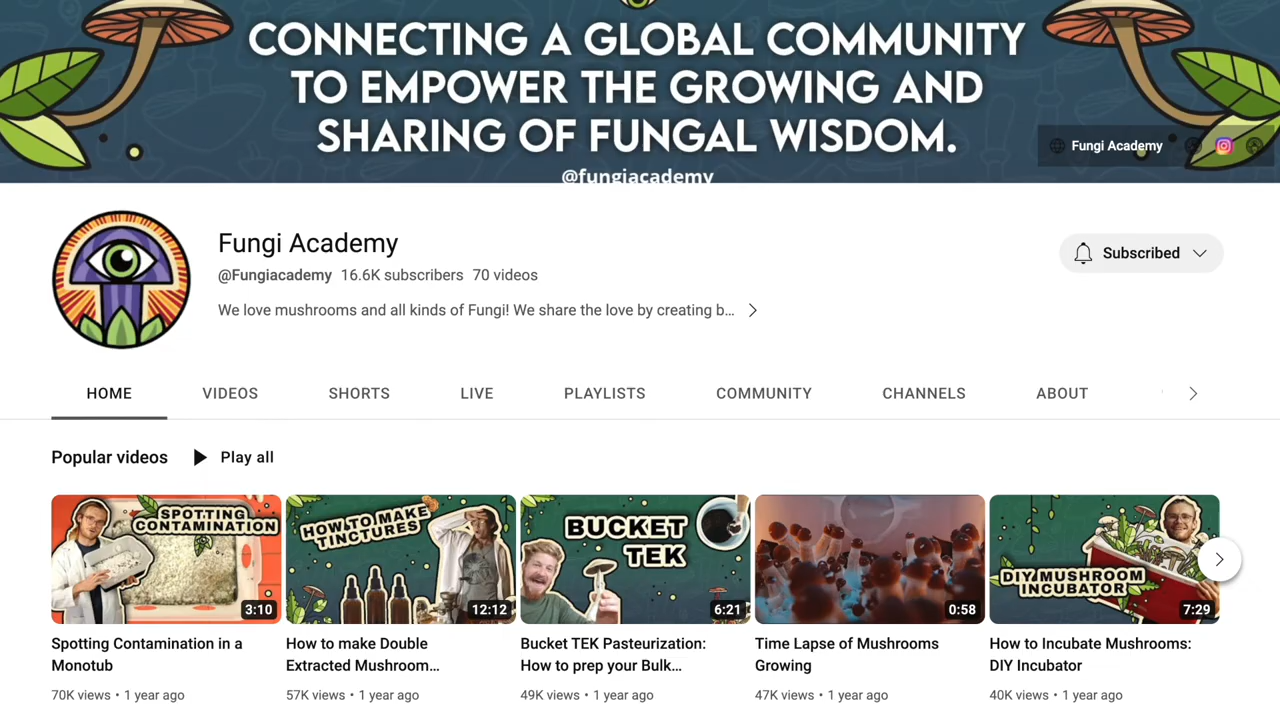 CONNECTING A GLOBAL COMMUNITY
TO EMPOWER THE GROWING AND
SHARING OF FUNGAL WISDOM.
@fungiacademy
Fungi Academy
Fungi Academy
@Fungiacademy 16.6K subscribers 70 videos
We love mushrooms and all kinds of Fungi! We share the love by creating b...
Subscribed
HOME VIDEOS SHORTS LIVE PLAYLISTS COMMUNITY CHANNELS ABOUT
Popular videos Play all
SPOTTING
CONTAMINATION
3:10
HOW TO MAKE
TINCTURES
12:12
BUCKET
TEK
6:21
0:58
DIY MUSHROOM
INCUBATOR
7:29
Spotting Contamination in a
Monotub
70K views • 1 year ago
How to make Double
Extracted Mushroom...
57K views • 1 year ago
Bucket TEK Pasteurization:
How to prep your Bulk...
49K views • 1 year ago
Time Lapse of Mushrooms
Growing
47K views • 1 year ago
How to Incubate Mushrooms:
DIY Incubator
40K views • 1 year ago